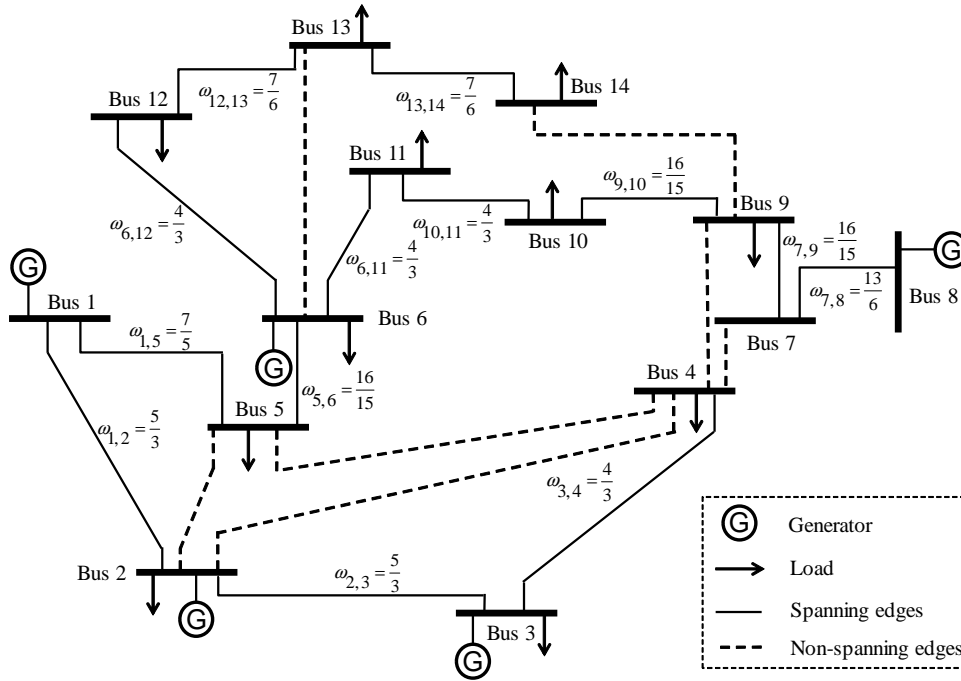 Bus 13
ω12,13 = 7/6
Bus 12
ω13,14 = 7/6
Bus 14
Bus 11
ω9,10 = 16/15
Bus 9
ω6,12 = 4/3
ω10,11 = 4/3
Bus 10
ω7,9 = 16/15
G
G
ω6,11 = 4/3
ω7,8 = 13/6
Bus 8
Bus 1
Bus 6
Bus 7
ω1,5 = 7/5
G
Bus 4
ω5,6 = 16/15
Bus 5
ω1,2 = 5/3
ω3,4 = 4/3
Bus 2
ω2,3 = 5/3
G
Bus 3
G
G Generator
Load
Spanning edges
Non-spanning edges